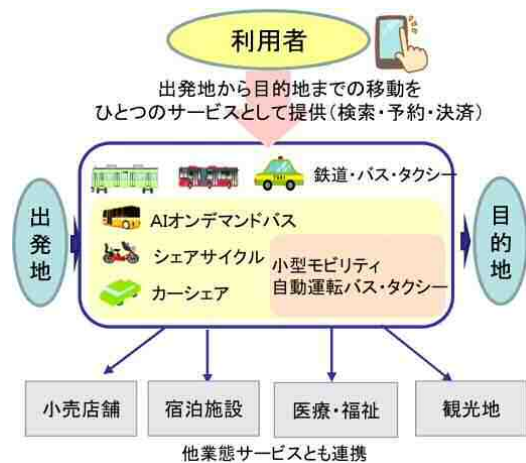 利用者
出発地から目的地までの移動を
ひとつのサービスとして提供(検索・予約・決済)
出発地
鉄道・バス・タクシー
AIオンデマンドバス
シェアサイクル
カーシェア
小型モビリティ
自動運転バス・タクシー
目的地
小売店舗
宿泊施設
医療・福祉
観光地
他業態サービスとも連携